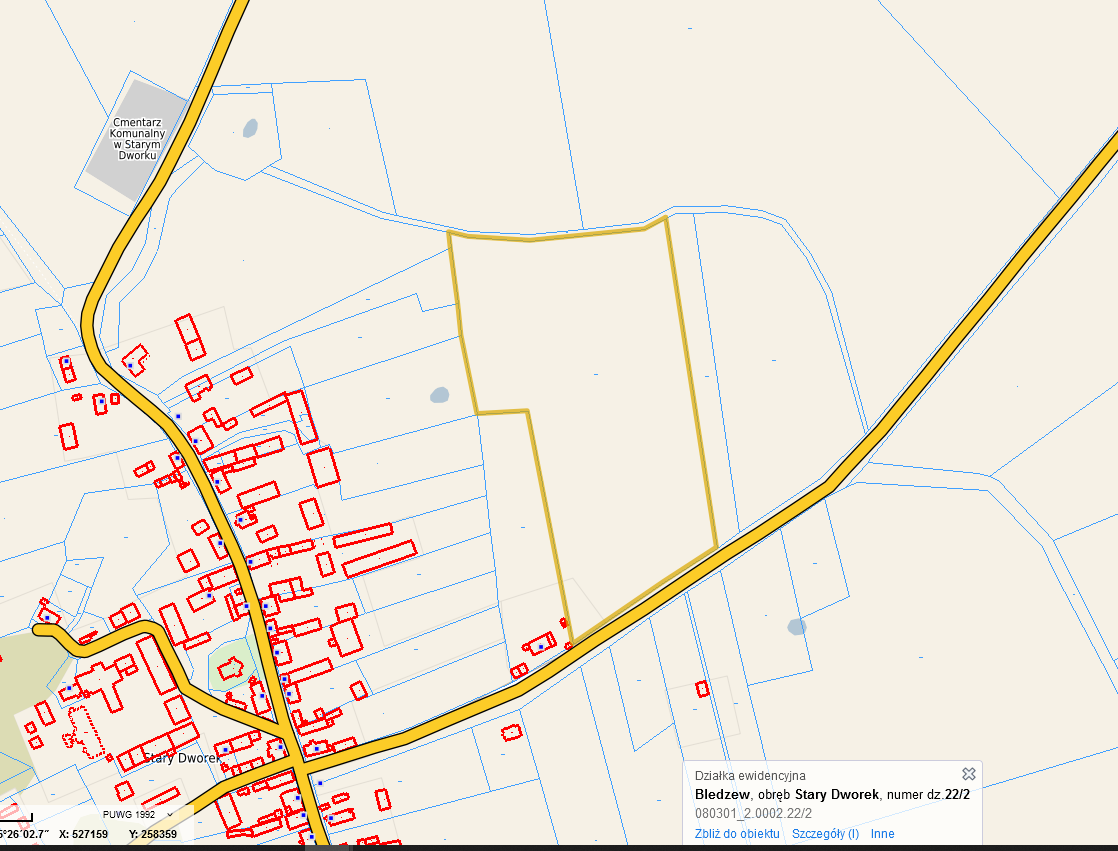 Cmentarz
Komunalny
w Starym
Dworku
Stary Dworek
Działka ewidencyjna
Bledzew, obręb Stary Dworek, numer dz.22/2
080301_2.0002.22/2
Zbliż do obiektu Szczegóły (I) Inne
PUWG 1992
5°26'02.7" X: 527159 Y: 258359